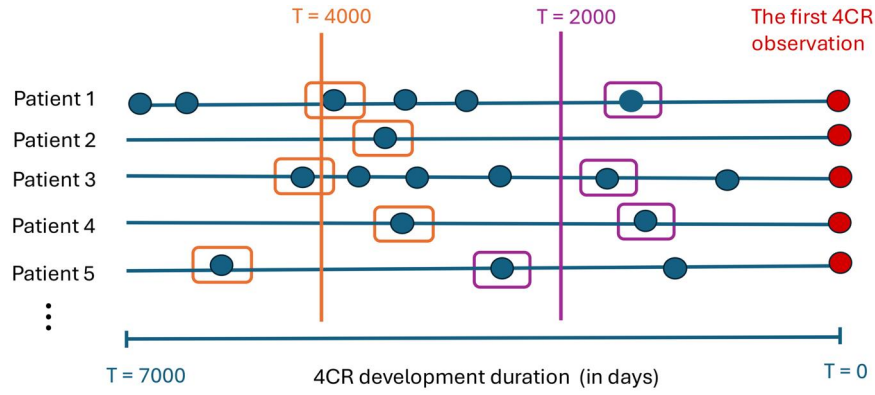 T = 4000
T = 2000
The first 4CR
observation
Patient 1
Patient 2
Patient 3
Patient 4
Patient 5
T = 7000
4CR development duration (in days)
T = 0